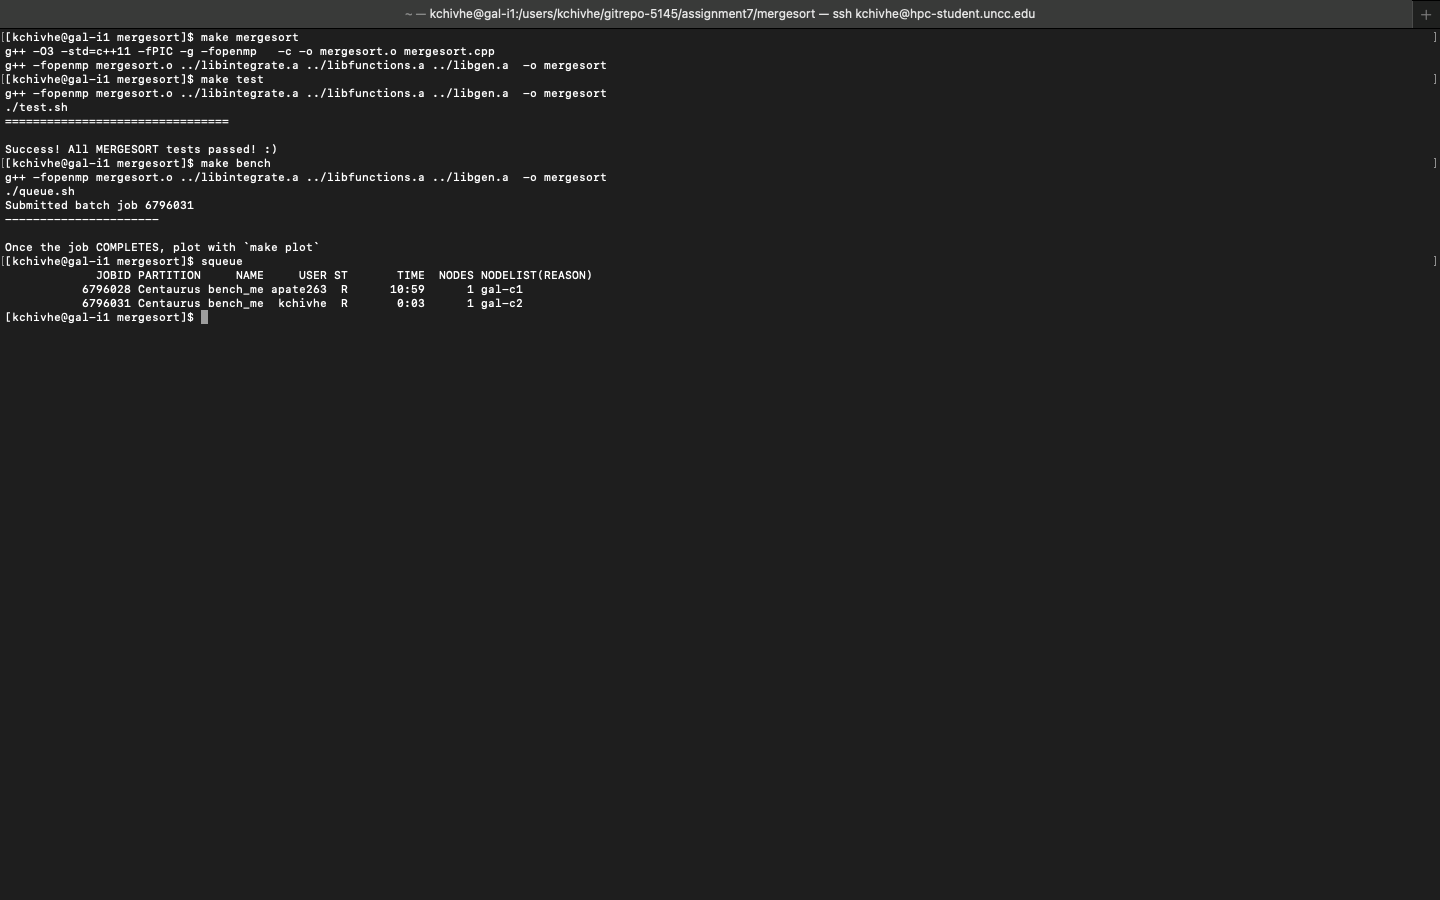 ~ — kchivhe@gal-i1:/users/kchivhe/gitrepo-5145/assignment7/mergesort — ssh kchivhe@hpc-student.uncc.edu
+
[[kchivhe@gal-i1 mergesort]$ make mergesort ]
g++ -O3 -std=c++11 -fPIC -g -fopenmp   -c -o mergesort.o mergesort.cpp
g++ -fopenmp mergesort.o ../libintegrate.a ../libfunctions.a ../libgen.a  -o mergesort
[[kchivhe@gal-i1 mergesort]$ make test ]
g++ -fopenmp mergesort.o ../libintegrate.a ../libfunctions.a ../libgen.a  -o mergesort
./test.sh
================================
Success! All MERGESORT tests passed! :)
[[kchivhe@gal-i1 mergesort]$ make bench ]
g++ -fopenmp mergesort.o ../libintegrate.a ../libfunctions.a ../libgen.a  -o mergesort
./queue.sh
Submitted batch job 6796031
----------------------
Once the job COMPLETES, plot with `make plot`
[[kchivhe@gal-i1 mergesort]$ squeue ]
             JOBID PARTITION     NAME     USER ST       TIME  NODES NODELIST(REASON)
           6796028 Centaurus bench_me apate263  R      10:59      1 gal-c1
           6796031 Centaurus bench_me  kchivhe  R       0:03      1 gal-c2
[kchivhe@gal-i1 mergesort]$